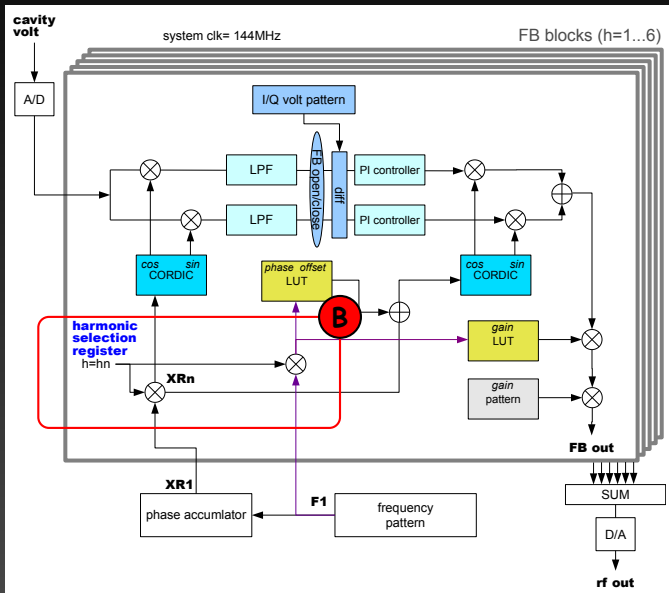 cavity
volt
system clk= 144MHz
FB blocks (h=1...6)
A/D
I/Q volt pattern
LPF
FB open/close
diff
PI controller
LPF
PI controller
cos sin
CORDIC
phase offset
LUT
cos sin
CORDIC
B
harmonic
selection
register
h=hn
XRn
gain
LUT
gain
pattern
FB out
XR1
F1
phase accumlator
frequency
pattern
SUM
D/A
rf out